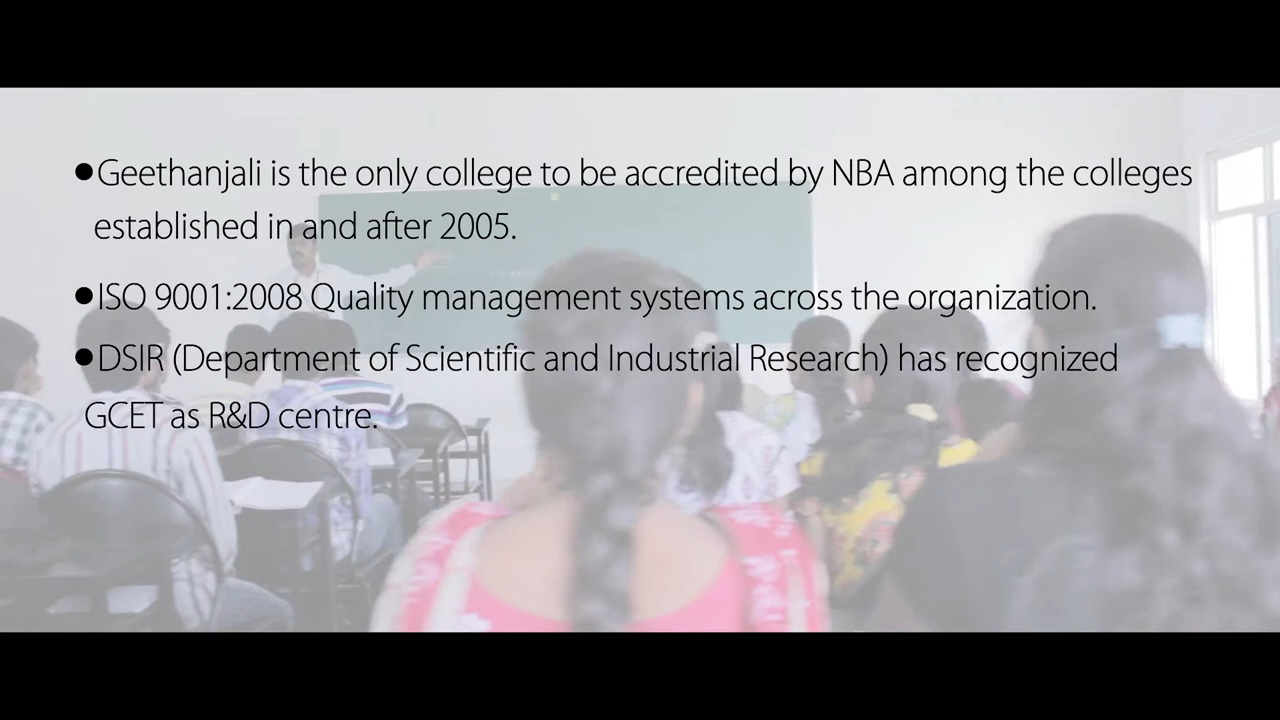 ●Geethanjali is the only college to be accredited by NBA among the colleges
established in and after 2005.
●ISO 9001:2008 Quality management systems across the organization.
●DSIR (Department of Scientific and Industrial Research) has recognized
GCET as R&D centre.